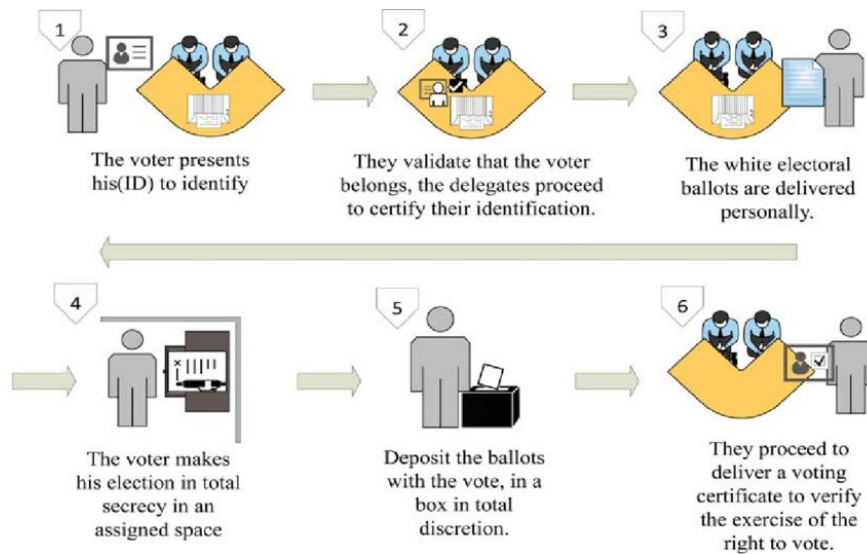 1
The voter presents
his(ID) to identify
2
They validate that the voter
belongs, the delegates proceed
to certify their identification.
3
The white electoral
ballots are delivered
personally.
4
The voter makes
his election in total
secrecy in an
assigned space
5
Deposit the ballots
with the vote, in a
box in total
discretion.
6
They proceed to
deliver a voting
certificate to verify
the exercise of the
right to vote.